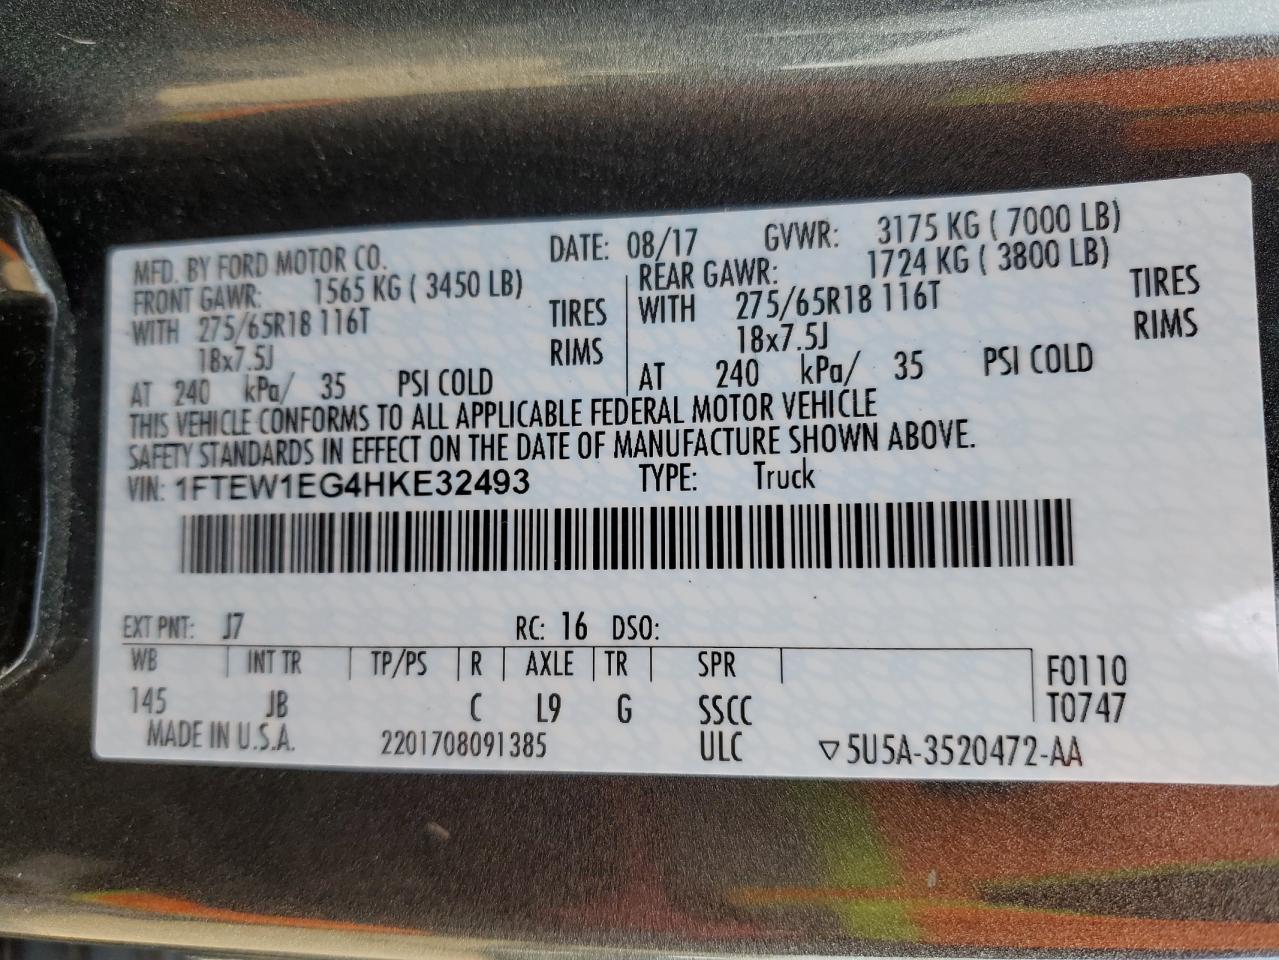 MFD. BY FORD MOTOR CO. DATE: 08/17 GVWR: 3175 KG ( 7000 LB)
FRONT GAWR: 1565 KG ( 3450 LB) REAR GAWR: 1724 KG ( 3800 LB)
WITH 275/65R18 116T TIRES WITH 275/65R18 116T TIRES
18x7.5J RIMS 18x7.5J RIMS
AT 240 kPa/ 35 PSI COLD AT 240 kPa/ 35 PSI COLD
THIS VEHICLE CONFORMS TO ALL APPLICABLE FEDERAL MOTOR VEHICLE
SAFETY STANDARDS IN EFFECT ON THE DATE OF MANUFACTURE SHOWN ABOVE.
VIN: 1FTEW1EG4HKE32493 TYPE: Truck
EXT PNT: J7 RC: 16 DSO:
WB INT TR TP/PS R AXLE TR SPR F0110
145 JB C L9 G SSCC T0747
MADE IN U.S.A. 2201708091385 ULC ▽5U5A-3520472-AA